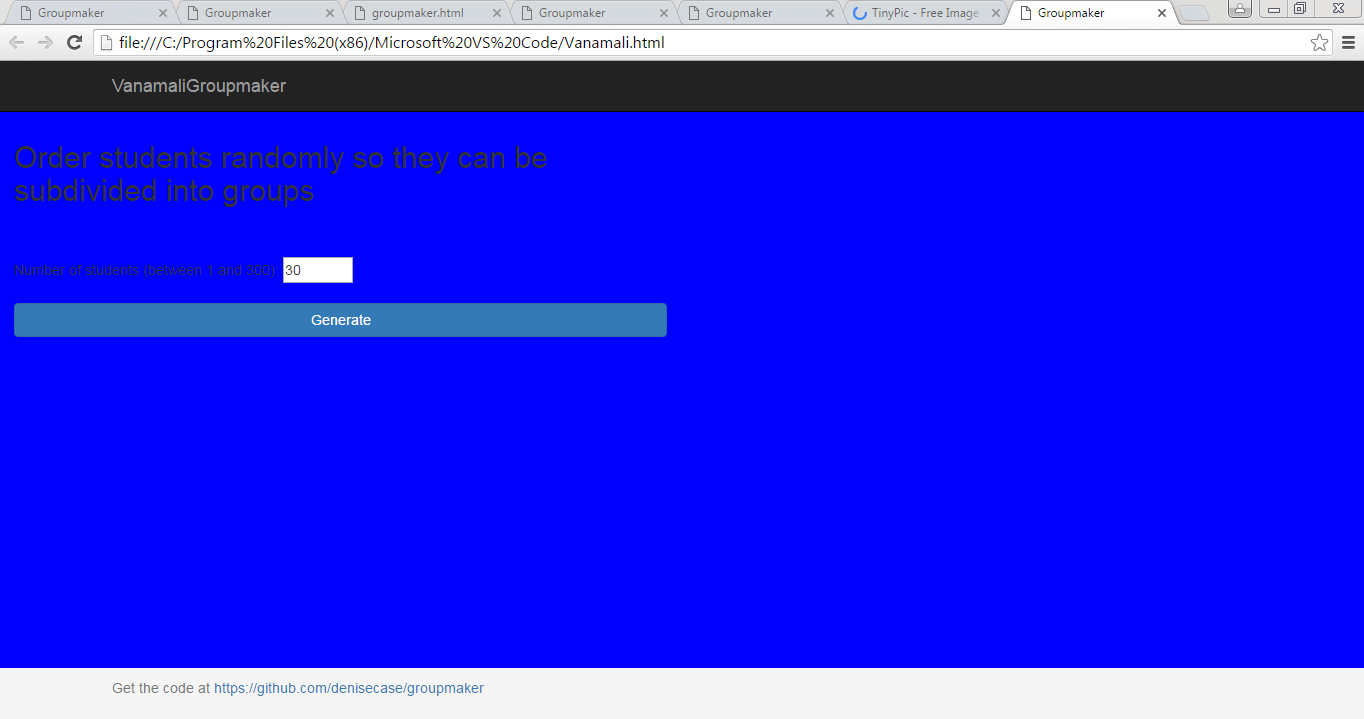 Groupmaker
Groupmaker
groupmaker.html
Groupmaker
Groupmaker
TinyPic - Free Image
Groupmaker
file:///C:/Program%20Files%20(x86)/Microsoft%20VS%20Code/Vanamali.html
VanamaliGroupmaker
Order students randomly so they can be
subdivided into groups
Number of students (between 1 and 300): 30
Generate
Get the code at https://github.com/denisecase/groupmaker